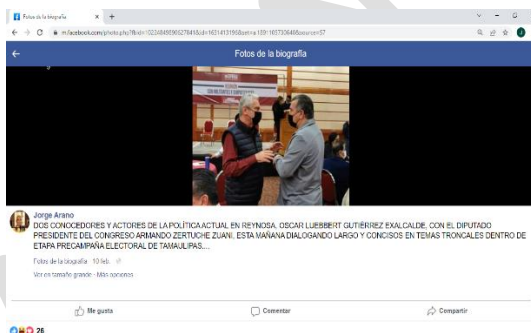 Fotos de la biografía
m.facebook.com/photo.php?
Fotos de la biografía
REUNIÓN
Jorge Arano
DOS CONOCEDORES Y ACTORES DE LA POLÍTICA ACTUAL EN REYNOSA, OSCAR LUEBBERT GUTIÉRREZ EXALCALDE, CON EL DIPUTADO
PRESIDENTE DEL CONGRESO ARMANDO ZERTUCHE ZUANI, ESTA MAÑANA DIALOGANDO LARGO Y CONCISOS EN TEMAS TRONCALES DENTRO DE
ETAPA PRECAMPAÑA ELECTORAL DE TAMAULIPAS....
Fotos de la biografía 10 feb.
Ver en tamaño grande · Más opciones
Me gusta Comentar Compartir
26